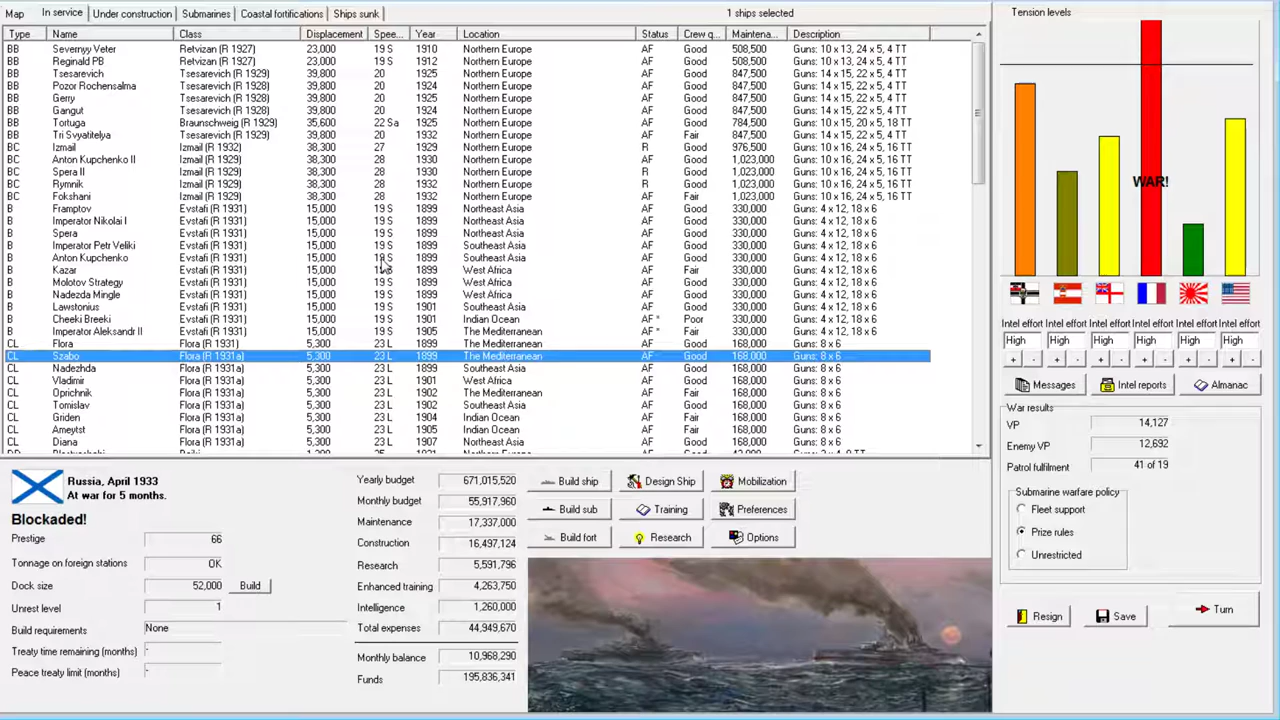 Map In service Under construction Submarines Coastal fortifications Ships sunk 1 ships selected
Type Name Class Displacement Spee... Year Location Status Crew q... Maintena... Description
BB Severnyy Veter Retvizan (R 1927) 23,000 19 S 1910 Northern Europe AF Good 508,500 Guns: 10 x 13, 24 x 5, 4 TT
BB Reginald PB Retvizan (R 1927) 23,000 19 S 1912 Northern Europe AF Good 508,500 Guns: 10 x 13, 24 x 5, 4 TT
BB Tsesarevich Tsesarevich (R 1929) 39,800 20 1925 Northern Europe AF Good 847,500 Guns: 14 x 15, 22 x 5, 4 TT
BB Pozor Rochensalma Tsesarevich (R 1929) 39,800 20 1924 Northern Europe AF Good 847,500 Guns: 14 x 15, 22 x 5, 4 TT
BB Gerry Tsesarevich (R 1929) 39,800 20 1925 Northern Europe AF Good 847,500 Guns: 14 x 15, 22 x 5, 4 TT
BB Gangut Tsesarevich (R 1929) 39,800 20 1924 Northern Europe AF Good 847,500 Guns: 14 x 15, 22 x 5, 4 TT
BB Tortuga Braunschweig (R 1929) 35,600 22 Sa 1925 Northern Europe AF Good 784,500 Guns: 10 x 15, 20 x 5, 18 TT
BB Tri Svyatitelya Tsesarevich (R 1929) 39,800 20 1932 Northern Europe AF Fair 847,500 Guns: 14 x 15, 22 x 5, 4 TT
BC Izmail Izmail (R 1932) 38,300 27 1929 Northern Europe R Good 976,500 Guns: 10 x 16, 24 x 5, 16 TT
BC Anton Kupchenko II Izmail (R 1929) 38,300 28 1930 Northern Europe AF Good 1,023,000 Guns: 10 x 16, 24 x 5, 16 TT
BC Spera II Izmail (R 1929) 38,300 28 1929 Northern Europe R Good 1,023,000 Guns: 10 x 16, 24 x 5, 16 TT
BC Rymnik Izmail (R 1929) 38,300 28 1932 Northern Europe R Good 1,023,000 Guns: 10 x 16, 24 x 5, 16 TT
BC Fokshani Izmail (R 1929) 38,300 28 1932 Northern Europe AF Fair 1,023,000 Guns: 10 x 16, 24 x 5, 16 TT
B Framptov Evstafi (R 1931) 15,000 19 S 1899 Northeast Asia AF Good 330,000 Guns: 4 x 12, 18 x 6
B Imperator Nikolai I Evstafi (R 1931) 15,000 19 S 1899 Northeast Asia AF Good 330,000 Guns: 4 x 12, 18 x 6
B Spera Evstafi (R 1931) 15,000 19 S 1899 Northeast Asia AF Good 330,000 Guns: 4 x 12, 18 x 6
B Imperator Petr Veliki Evstafi (R 1931) 15,000 19 S 1899 Southeast Asia AF Good 330,000 Guns: 4 x 12, 18 x 6
B Anton Kupchenko Evstafi (R 1931) 15,000 19 S 1899 Southeast Asia AF Good 330,000 Guns: 4 x 12, 18 x 6
B Kazar Evstafi (R 1931) 15,000 S 1899 West Africa AF Fair 330,000 Guns: 4 x 12, 18 x 6
B Molotov Strategy Evstafi (R 1931) 15,000 19 S 1899 West Africa AF Good 330,000 Guns: 4 x 12, 18 x 6
B Nadezda Mingle Evstafi (R 1931) 15,000 19 S 1899 West Africa AF Good 330,000 Guns: 4 x 12, 18 x 6
B Lawstonius Evstafi (R 1931) 15,000 19 S 1901 Southeast Asia AF Good 330,000 Guns: 4 x 12, 18 x 6
B Cheeki Breeki Evstafi (R 1931) 15,000 19 S 1901 Indian Ocean AF * Poor 330,000 Guns: 4 x 12, 18 x 6
B Imperator Aleksandr II Evstafi (R 1931) 15,000 19 S 1905 The Mediterranean AF * Fair 330,000 Guns: 4 x 12, 18 x 6
CL Flora Flora (R 1931) 5,300 23 L 1899 The Mediterranean AF Good 168,000 Guns: 8 x 6
CL Szabo Flora (R 1931a) 5,300 23 L 1899 The Mediterranean AF * Good 168,000 Guns: 8 x 6
CL Nadezhda Flora (R 1931a) 5,300 23 L 1899 Southeast Asia AF Good 168,000 Guns: 8 x 6
CL Vladimir Flora (R 1931a) 5,300 23 L 1901 West Africa AF Fair 168,000 Guns: 8 x 6
CL Oprichnik Flora (R 1931a) 5,300 23 L 1902 The Mediterranean AF Fair 168,000 Guns: 8 x 6
CL Tomislav Flora (R 1931a) 5,300 23 L 1902 Southeast Asia AF Good 168,000 Guns: 8 x 6
CL Griden Flora (R 1931a) 5,300 23 L 1904 Indian Ocean AF Fair 168,000 Guns: 8 x 6
CL Ameytst Flora (R 1931a) 5,300 23 L 1905 Indian Ocean AF Fair 168,000 Guns: 8 x 6
CL Diana Flora (R 1931a) 5,300 23 L 1907 Northeast Asia AF Good 168,000 Guns: 8 x 6
Tension levels
WAR!
Intel effort Intel effort Intel effort Intel effort Intel effort Intel effort
High High High High High High
+ - + - + - + - + - + -
Messages Intel reports Almanac
War results
VP 14,127
Enemy VP 12,692
Patrol fulfilment 41 of 19
Submarine warfare policy
Fleet support
Prize rules
Unrestricted
Resign Save Turn
Russia, April 1933
At war for 5 months.
Blockaded!
Prestige 66
Tonnage on foreign stations OK
Dock size 52,000 Build
Unrest level 1
Build requirements None
Treaty time remaining (months) -
Peace treaty limit (months) -
Yearly budget 671,015,520
Monthly budget 55,917,960
Maintenance 17,337,000
Construction 16,497,124
Research 5,591,796
Enhanced training 4,263,750
Intelligence 1,260,000
Total expenses 44,949,670
Monthly balance 10,968,290
Funds 195,836,341
Build ship Design Ship Mobilization
Build sub Training Preferences
Build fort Research Options